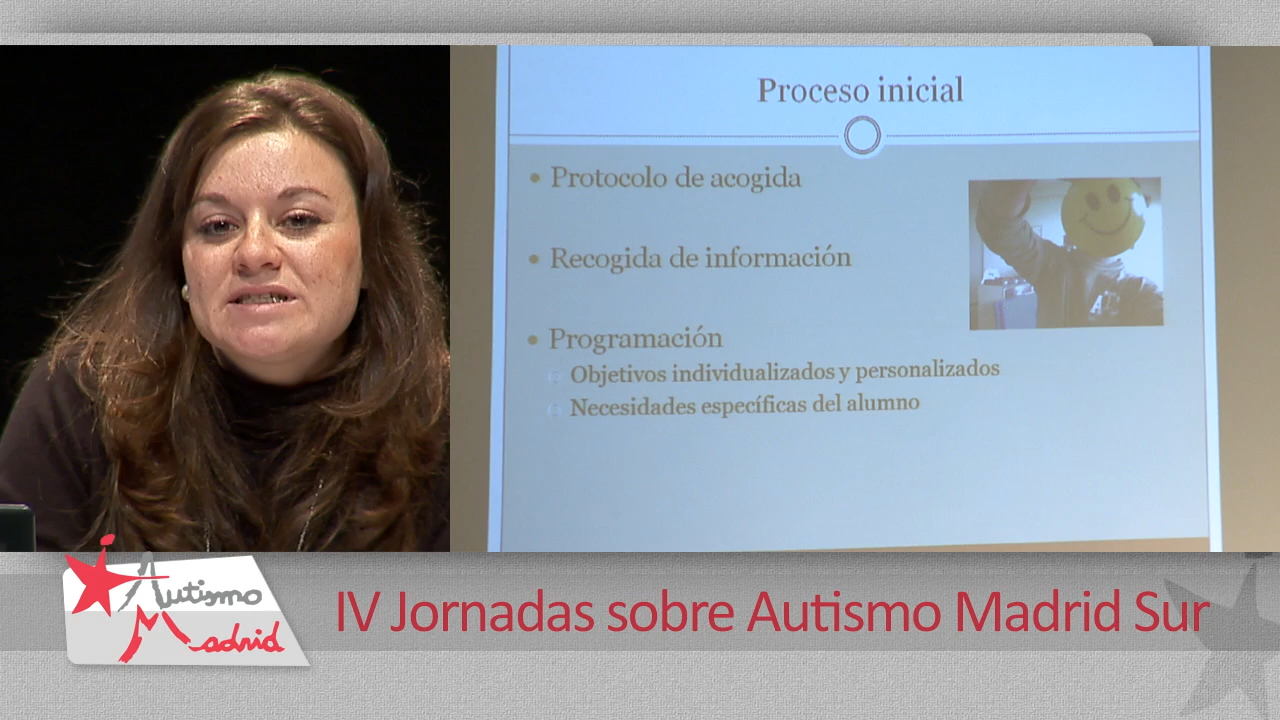 Proceso inicial
Protocolo de acogida
Recogida de información
Programación
Objetivos individualizados y personalizados
Necesidades específicas del alumno
Autismo
Madrid
IV Jornadas sobre Autismo Madrid Sur